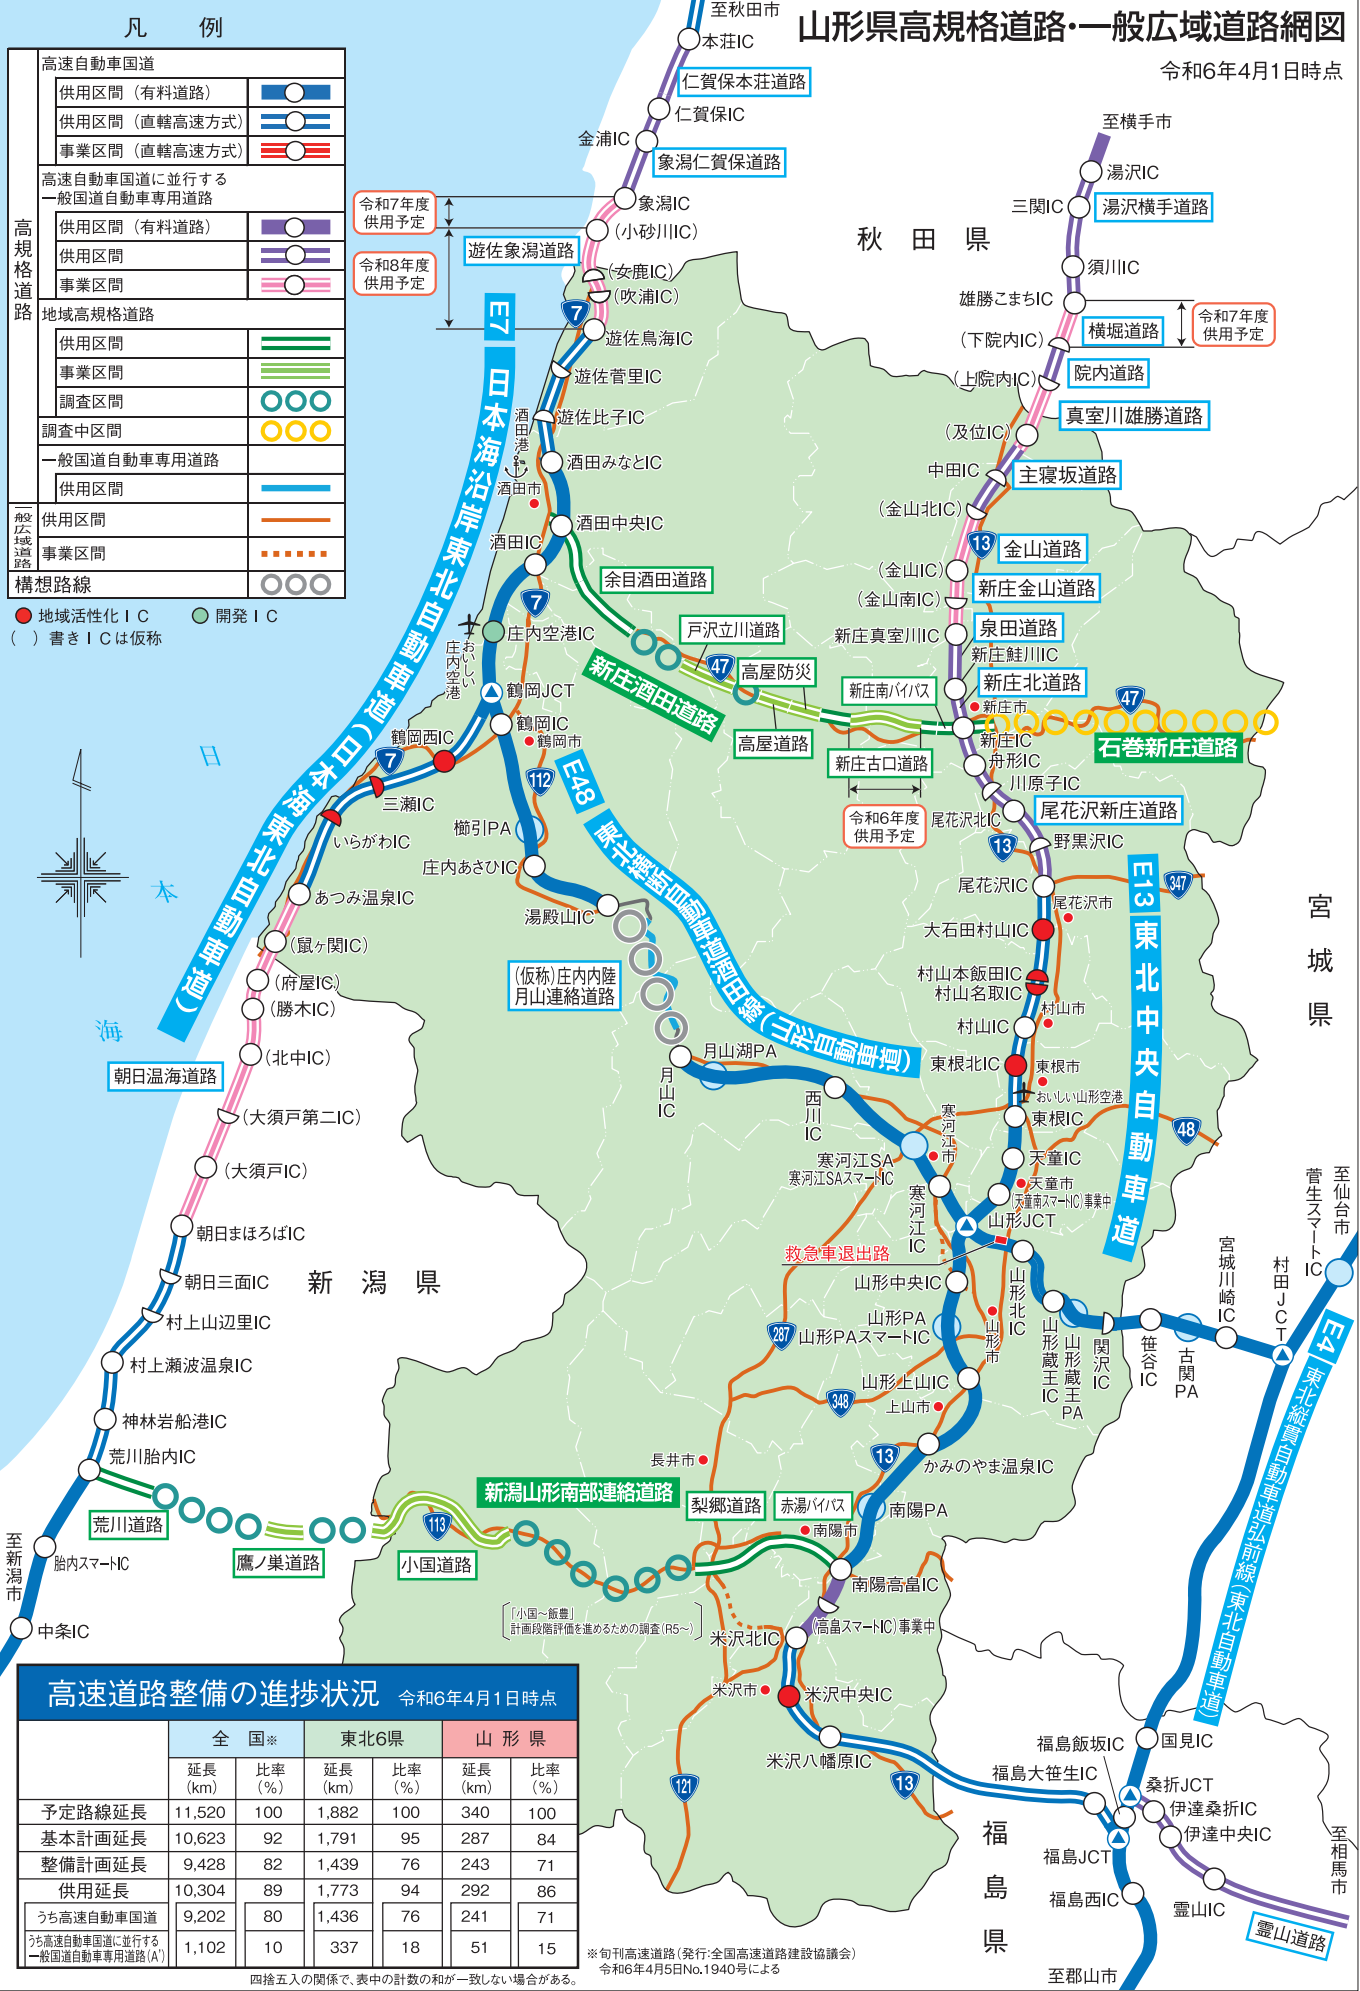 山形県高規格道路・一般広域道路網図
令和6年4月1日時点
凡　例
高規格道路
高速自動車国道
供用区間（有料道路）
供用区間（直轄高速方式）
事業区間（直轄高速方式）
高速自動車国道に並行する
一般国道自動車専用道路
供用区間（有料道路）
供用区間
事業区間
地域高規格道路
供用区間
事業区間
調査区間
調査中区間
一般国道自動車専用道路
供用区間
一般広域道路
供用区間
事業区間
構想路線
地域活性化ＩＣ
開発ＩＣ
（　）書きＩＣは仮称
至秋田市
本荘IC
仁賀保本荘道路
仁賀保IC
金浦IC
象潟仁賀保道路
象潟IC
令和7年度
供用予定
(小砂川IC)
遊佐象潟道路
令和8年度
供用予定
(女鹿IC)
(吹浦IC)
7
遊佐鳥海IC
遊佐菅里IC
遊佐比子IC
酒田港
酒田みなとIC
酒田市
酒田中央IC
酒田IC
7
余目酒田道路
庄内空港IC
おいしい
庄内空港
鶴岡JCT
鶴岡IC
鶴岡市
鶴岡西IC
7
三瀬IC
いらがわIC
あつみ温泉IC
(鼠ヶ関IC)
(府屋IC)
(勝木IC)
(北中IC)
朝日温海道路
(大須戸第二IC)
(大須戸IC)
朝日まほろばIC
朝日三面IC
村上山辺里IC
村上瀬波温泉IC
神林岩船港IC
荒川胎内IC
荒川道路
胎内スマートIC
至新潟市
中条IC
E7 日本海沿岸東北自動車道(日本海東北自動車道)
日本海
秋田県
至横手市
湯沢IC
三関IC
湯沢横手道路
須川IC
雄勝こまちIC
令和7年度
供用予定
横堀道路
(下院内IC)
院内道路
(上院内IC)
真室川雄勝道路
(及位IC)
中田IC
主寝坂道路
(金山北IC)
13
金山道路
(金山IC)
新庄金山道路
(金山南IC)
泉田道路
新庄真室川IC
新庄鮭川IC
新庄北道路
新庄市
47
新庄IC
石巻新庄道路
舟形IC
川原子IC
尾花沢新庄道路
尾花沢北IC
13
野黒沢IC
尾花沢IC
347
尾花沢市
大石田村山IC
村山本飯田IC
村山名取IC
村山市
村山IC
東根北IC
東根市
おいしい山形空港
東根IC
48
天童IC
天童市
(天童南スマートIC)事業中
山形JCT
E13 東北中央自動車道
宮城県
戸沢立川道路
47
新庄酒田道路
高屋防災
高屋道路
新庄南バイパス
新庄古口道路
令和6年度
供用予定
112
櫛引PA
庄内あさひIC
湯殿山IC
(仮称)庄内内陸
月山連絡道路
E48 東北横断自動車道酒田線(山形自動車道)
月山IC
月山湖PA
西川IC
寒河江市
寒河江SA
寒河江SAスマートIC
寒河江IC
救急車退出路
山形中央IC
山形北IC
287
山形PA
山形PAスマートIC
山形市
山形蔵王IC
山形蔵王PA
関沢IC
笹谷IC
古関PA
宮城川崎IC
村田JCT
菅生スマートIC
至仙台市
E4 東北縦貫自動車道弘前線(東北自動車道)
山形上山IC
348
上山市
13
かみのやま温泉IC
長井市
新潟山形南部連絡道路
梨郷道路
赤湯バイパス
南陽PA
南陽市
南陽高畠IC
(高畠スマートIC)事業中
鷹ノ巣道路
113
小国道路
「小国～飯豊」
計画段階評価を進めるための調査(R5～)
米沢北IC
米沢市
米沢中央IC
米沢八幡原IC
121
13
新潟県
福島県
福島大笹生IC
福島飯坂IC
国見IC
桑折JCT
伊達桑折IC
伊達中央IC
福島JCT
福島西IC
霊山IC
霊山道路
至相馬市
至郡山市
高速道路整備の進捗状況　令和6年4月1日時点
全　国※　東北6県　山形県
延長(km)　比率(%)　延長(km)　比率(%)　延長(km)　比率(%)
予定路線延長　11,520　100　1,882　100　340　100
基本計画延長　10,623　92　1,791　95　287　84
整備計画延長　9,428　82　1,439　76　243　71
供用延長　10,304　89　1,773　94　292　86
うち高速自動車国道　9,202　80　1,436　76　241　71
うち高速自動車国道に並行する
一般国道自動車専用道路(A')　1,102　10　337　18　51　15
四捨五入の関係で、表中の計数の和が一致しない場合がある。
※旬刊高速道路(発行:全国高速道路建設協議会)
令和6年4月5日No.1940号による